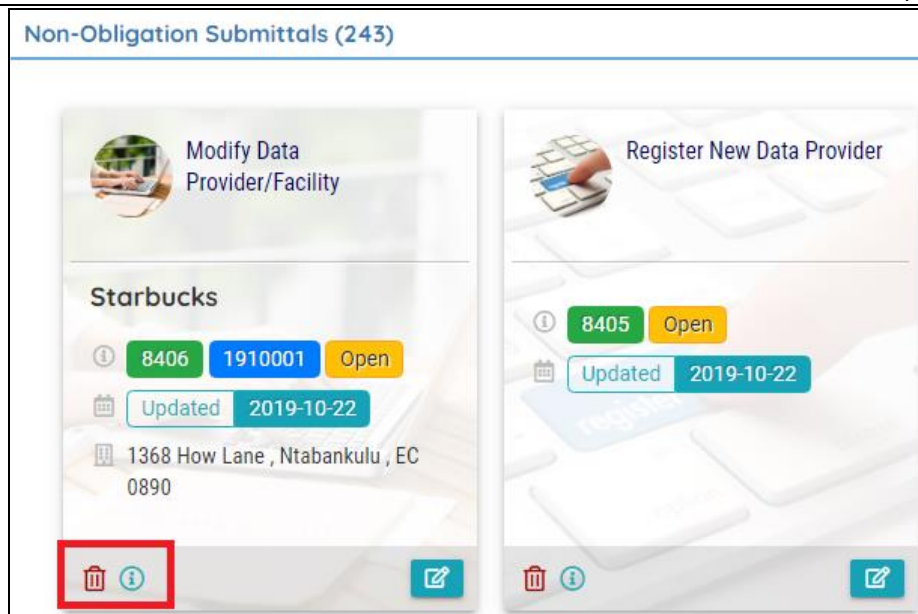 Non-Obligation Submittals (243)
Modify Data
Provider/Facility
Starbucks
8406 1910001 Open
Updated 2019-10-22
1368 How Lane , Ntabankulu , EC
0890
Register New Data Provider
8405 Open
Updated 2019-10-22
register